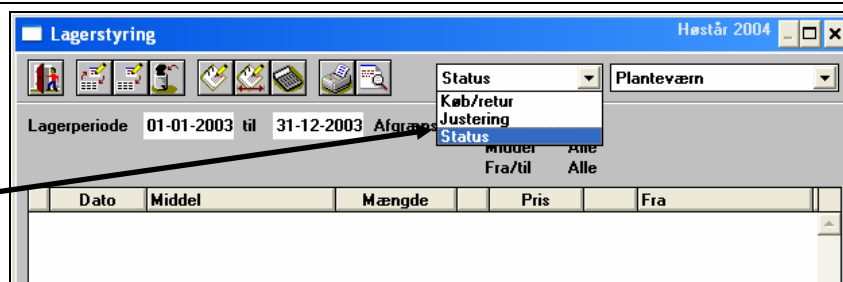 Lagerstyring Høstår 2004
Status Planteværn
Køb/retur
Justering
Status
Lagerperiode 01-01-2003 til 31-12-2003 Afgræns
Middel Alle
Fra/til Alle
Dato Middel Mængde Pris Fra